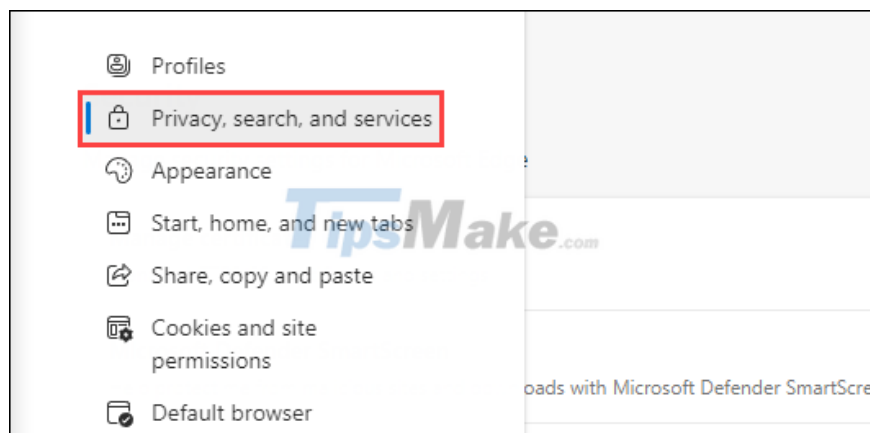 Profiles
Privacy, search, and services
Appearance
Start, home, and new tabs
TipsMake.com
Share, copy and paste
Cookies and site
permissions
oads with Microsoft Defender SmartScre
Default browser